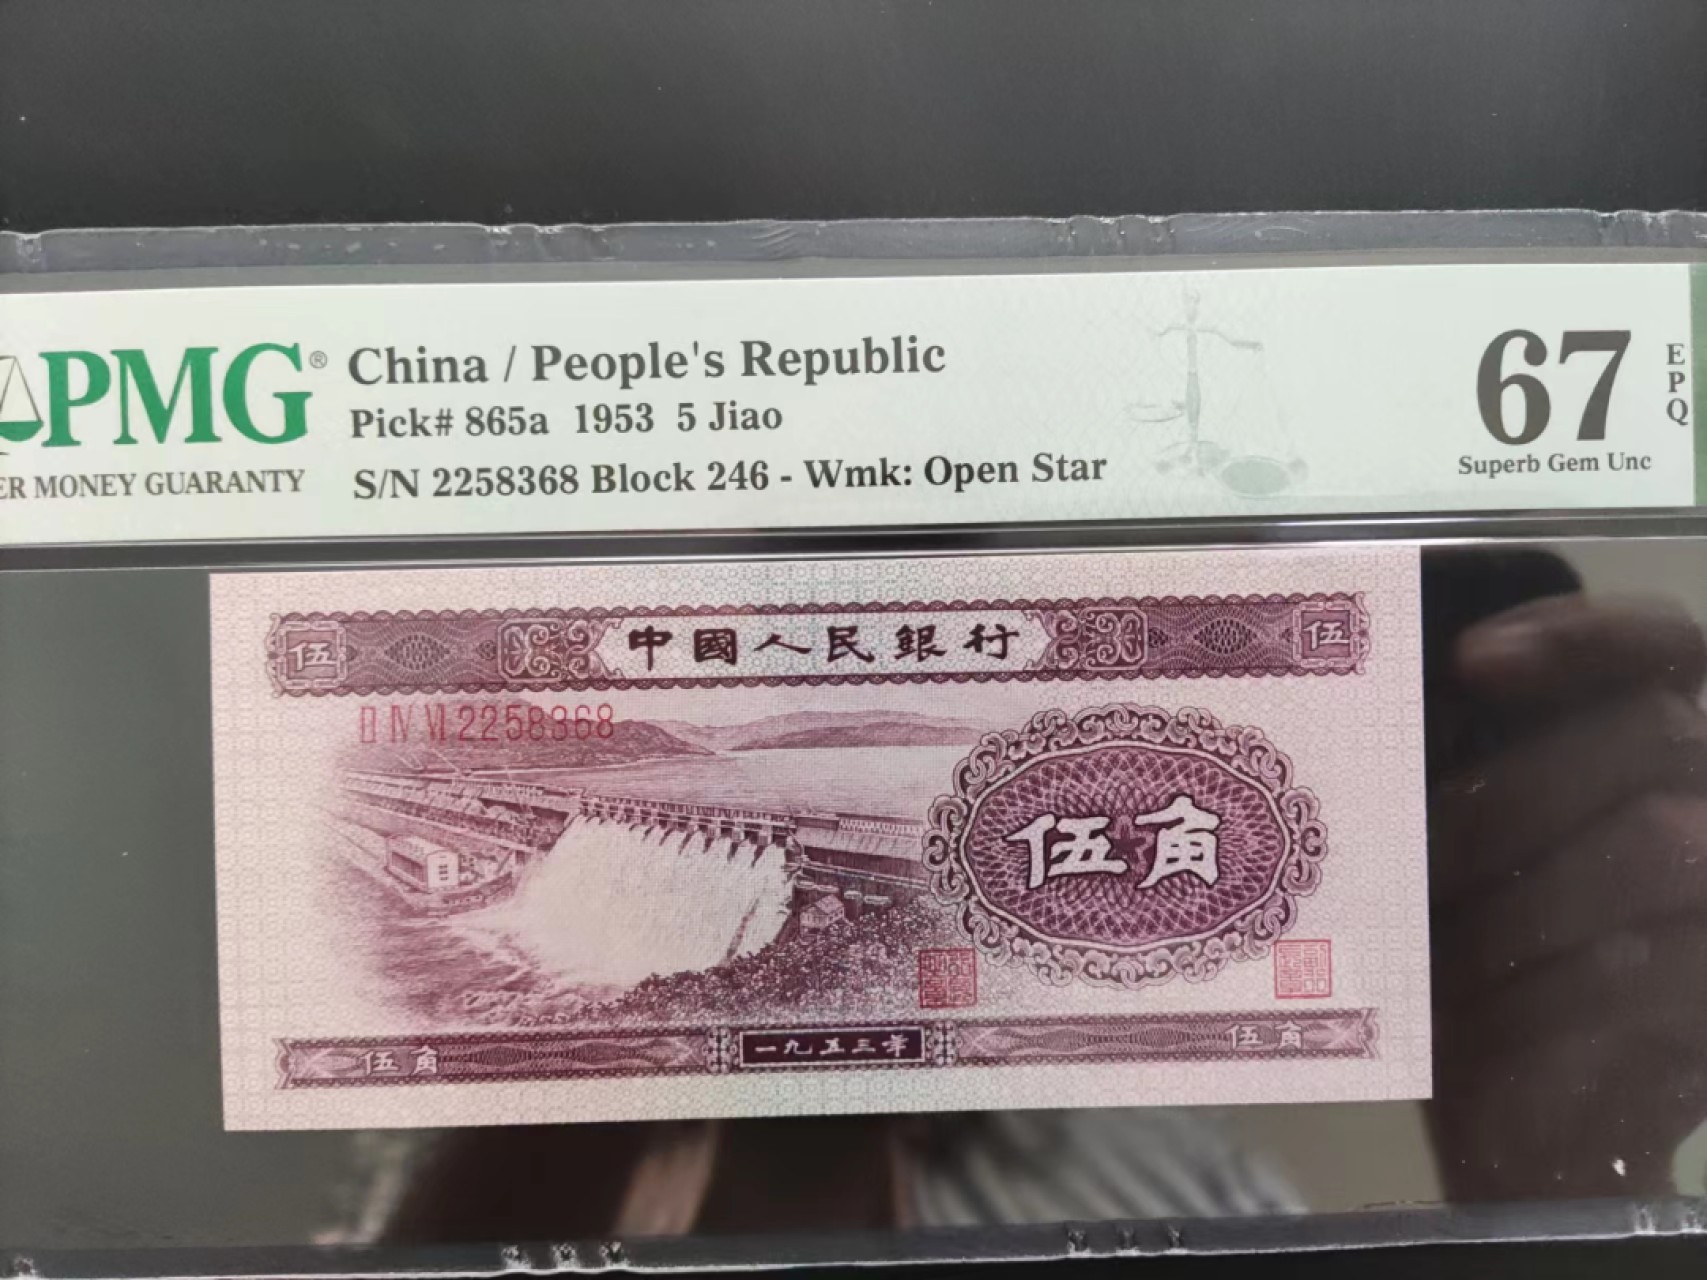 PMG®
ER MONEY GUARANTY
China / People's Republic
Pick# 865a 1953 5 Jiao
S/N 2258368 Block 246 - Wmk: Open Star
67
EPQ
Superb Gem Unc
伍 中國人民銀行 伍
II IV VI 2258368
伍角
伍角 一九五三年 伍角